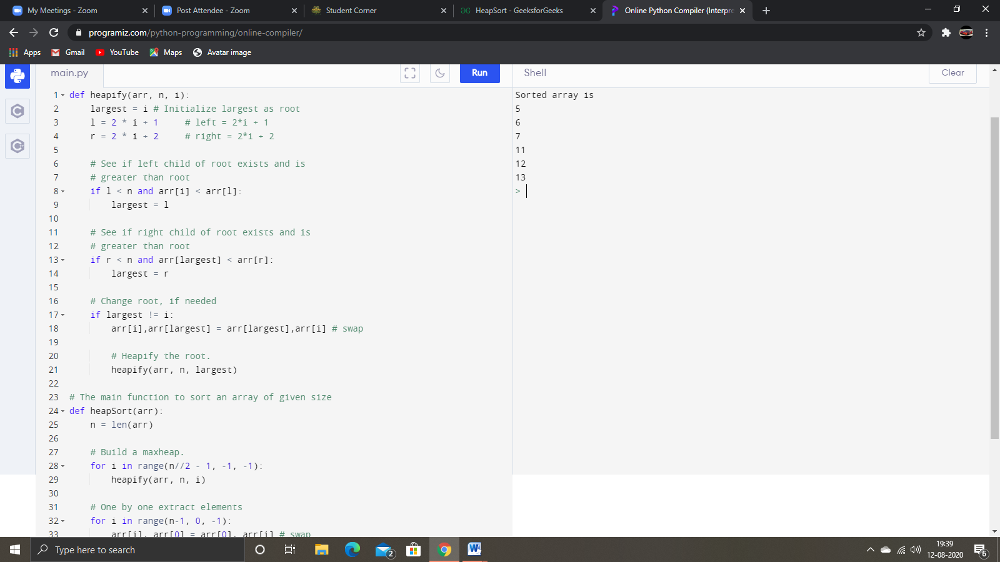 My Meetings - Zoom
Post Attendee - Zoom
Student Corner
HeapSort - GeeksforGeeks
Online Python Compiler (Interpre
programiz.com/python-programming/online-compiler/
Apps
Gmail
YouTube
Maps
Avatar image
main.py
Run
Shell
Clear
1 def heapify(arr, n, i):
2 largest = i # Initialize largest as root
3 l = 2 * i + 1 # left = 2*i + 1
4 r = 2 * i + 2 # right = 2*i + 2
5
6 # See if left child of root exists and is
7 # greater than root
8 if l < n and arr[i] < arr[l]:
9 largest = l
10
11 # See if right child of root exists and is
12 # greater than root
13 if r < n and arr[largest] < arr[r]:
14 largest = r
15
16 # Change root, if needed
17 if largest != i:
18 arr[i],arr[largest] = arr[largest],arr[i] # swap
19
20 # Heapify the root.
21 heapify(arr, n, largest)
22
23 # The main function to sort an array of given size
24 def heapSort(arr):
25 n = len(arr)
26
27 # Build a maxheap.
28 for i in range(n//2 - 1, -1, -1):
29 heapify(arr, n, i)
30
31 # One by one extract elements
32 for i in range(n-1, 0, -1):
33 arr[i], arr[0] = arr[0], arr[i] # swap
Sorted array is
5
6
7
11
12
13
>
Type here to search
2
19:39
12-08-2020
6